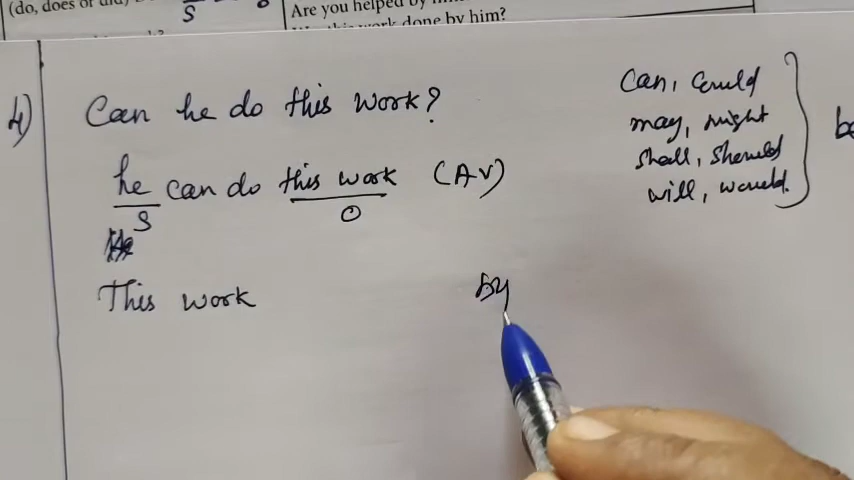 (do, does or did)
S
Are you helped by
work done by him?
4) Can he do this work?
he can do this work (AV)
S O
This work by
Can, Could
may, might
shall, should
will, would.
be